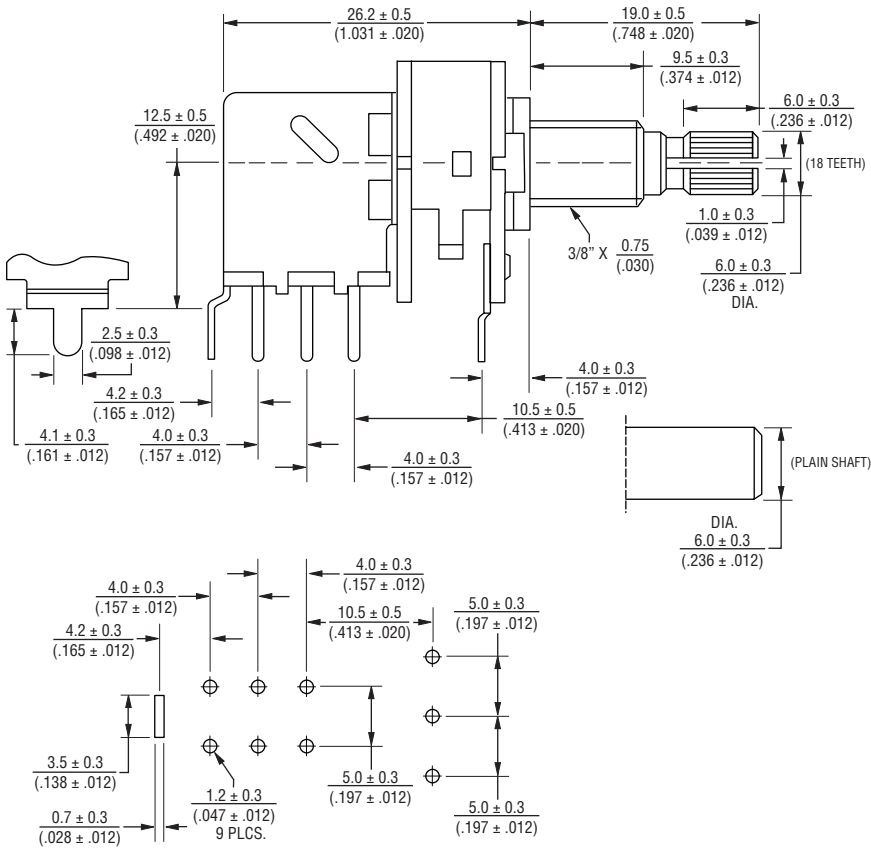 26.2 ± 0.5
(1.031 ± .020)
19.0 ± 0.5
(.748 ± .020)
9.5 ± 0.3
(.374 ± .012)
6.0 ± 0.3
(.236 ± .012)
12.5 ± 0.5
(.492 ± .020)
(18 TEETH)
1.0 ± 0.3
(.039 ± .012)
3/8" X 0.75
(.030)
6.0 ± 0.3
(.236 ± .012)
DIA.
2.5 ± 0.3
(.098 ± .012)
4.0 ± 0.3
(.157 ± .012)
4.2 ± 0.3
(.165 ± .012)
10.5 ± 0.5
(.413 ± .020)
4.1 ± 0.3
(.161 ± .012)
4.0 ± 0.3
(.157 ± .012)
4.0 ± 0.3
(.157 ± .012)
(PLAIN SHAFT)
DIA.
6.0 ± 0.3
(.236 ± .012)
4.0 ± 0.3
(.157 ± .012)
4.0 ± 0.3
(.157 ± .012)
10.5 ± 0.5
(.413 ± .020)
5.0 ± 0.3
(.197 ± .012)
4.2 ± 0.3
(.165 ± .012)
3.5 ± 0.3
(.138 ± .012)
5.0 ± 0.3
(.197 ± .012)
1.2 ± 0.3
(.047 ± .012)
9 PLCS.
5.0 ± 0.3
(.197 ± .012)
0.7 ± 0.3
(.028 ± .012)